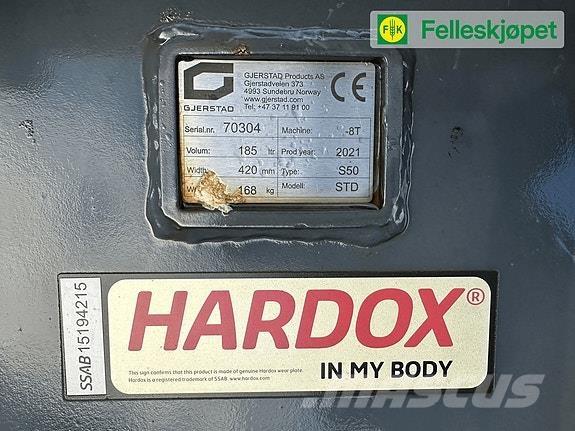 Felleskjøpet
FK
GJERSTAD
GJERSTAD Products AS
Gjerstadveien 373
4993 Sundebru Norway
www.gjerstad.com
Tel: +47 37 11 91 00
CE
Serial.nr. 70304 Machine: -8T
Volum: 185 ltr Prod year: 2021
Width: 420 mm Type: S50
168 kg Modell: STD
SSAB 15194215
HARDOX®
IN MY BODY
This sign confirms that this product is made of genuine Hardox wear plate.
Hardox is a registered trademark of SSAB. www.hardox.com
MASCUS